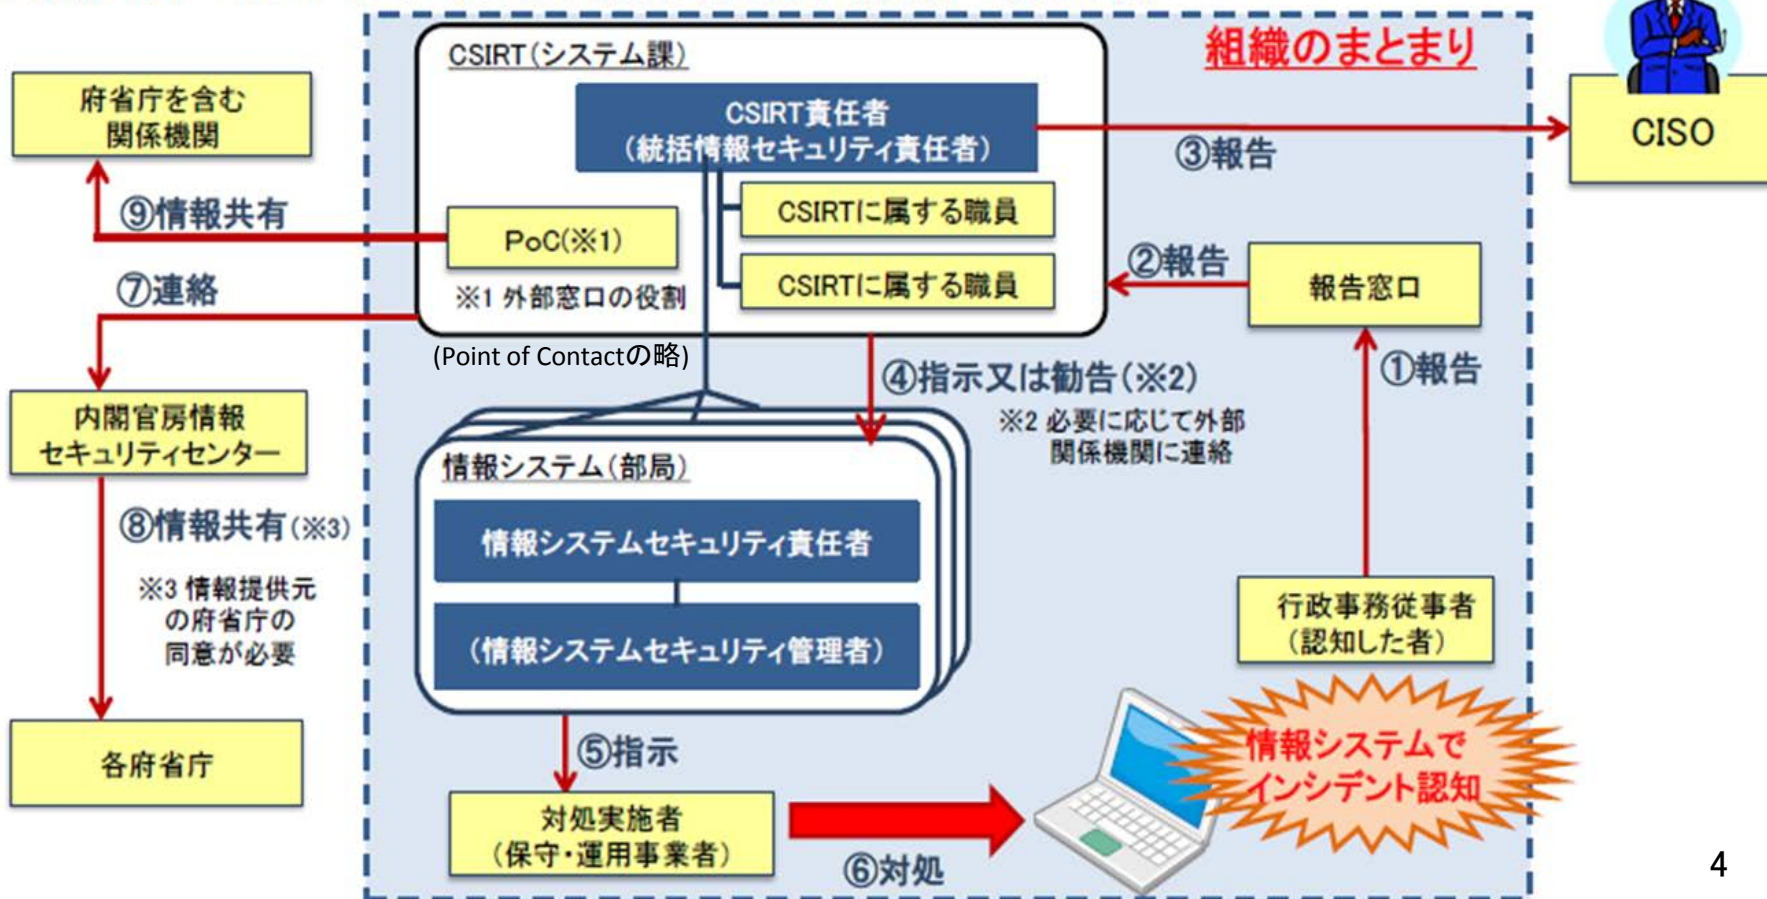 組織のまとまり
CSIRT(システム課)
CSIRT責任者
(統括情報セキュリティ責任者)
CSIRTに属する職員
CSIRTに属する職員
PoC(※1)
※1 外部窓口の役割
(Point of Contactの略)
③報告
CISO
府省庁を含む
関係機関
⑨情報共有
⑦連絡
②報告
報告窓口
①報告
④指示又は勧告(※2)
※2 必要に応じて外部
関係機関に連絡
内閣官房情報
セキュリティセンター
⑧情報共有(※3)
※3 情報提供元
の府省庁の
同意が必要
各府省庁
情報システム(部局)
情報システムセキュリティ責任者
(情報システムセキュリティ管理者)
⑤指示
対処実施者
(保守・運用事業者)
⑥対処
行政事務従事者
(認知した者)
情報システムで
インシデント認知
4